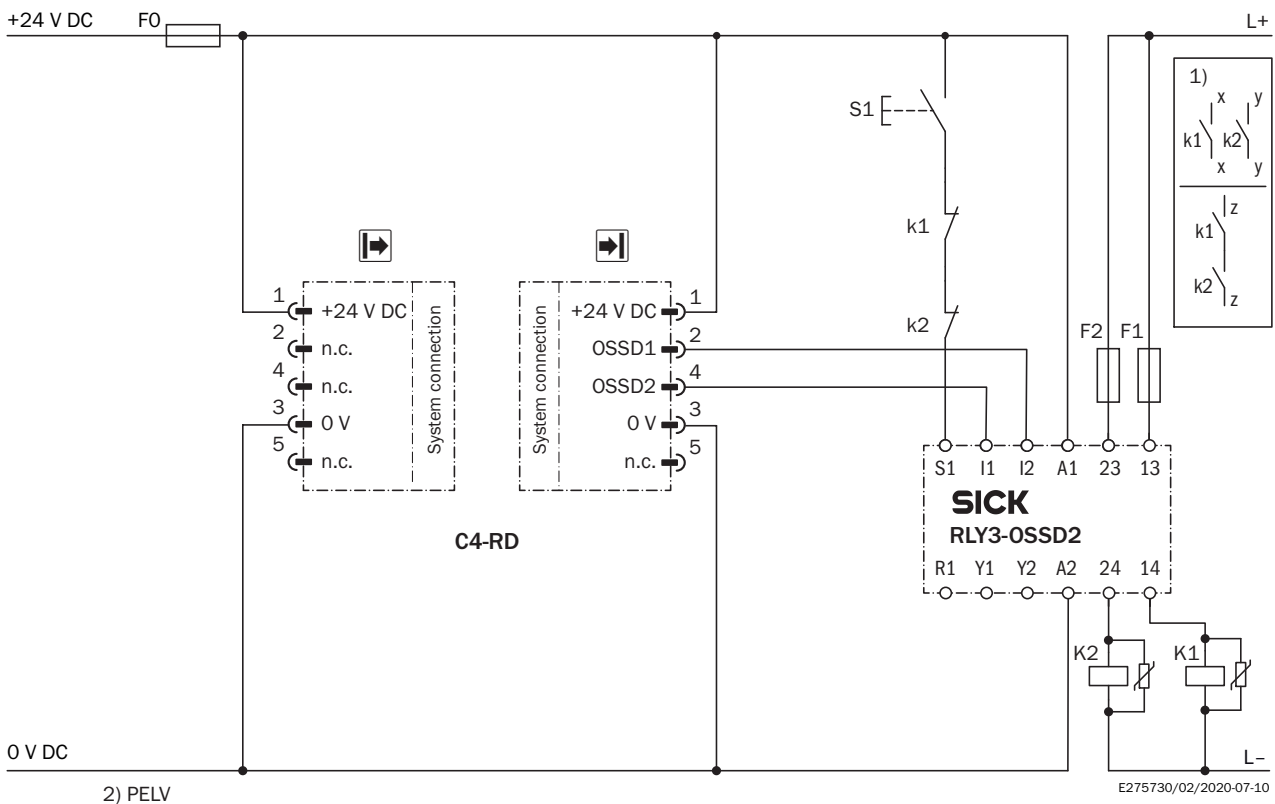 +24 V DC
F0
L+
1)
x
y
k1
k2
x
y
z
k1
k2
z
S1
k1
k2
F2
F1
1
+24 V DC
2
n.c.
4
n.c.
3
0 V
5
n.c.
System connection
System connection
+24 V DC
1
OSSD1
2
OSSD2
4
0 V
3
n.c.
5
C4-RD
S1
I1
I2
A1
23
13
SICK
RLY3-OSSD2
R1
Y1
Y2
A2
24
14
K2
K1
0 V DC
L–
2) PELV
E275730/02/2020-07-10